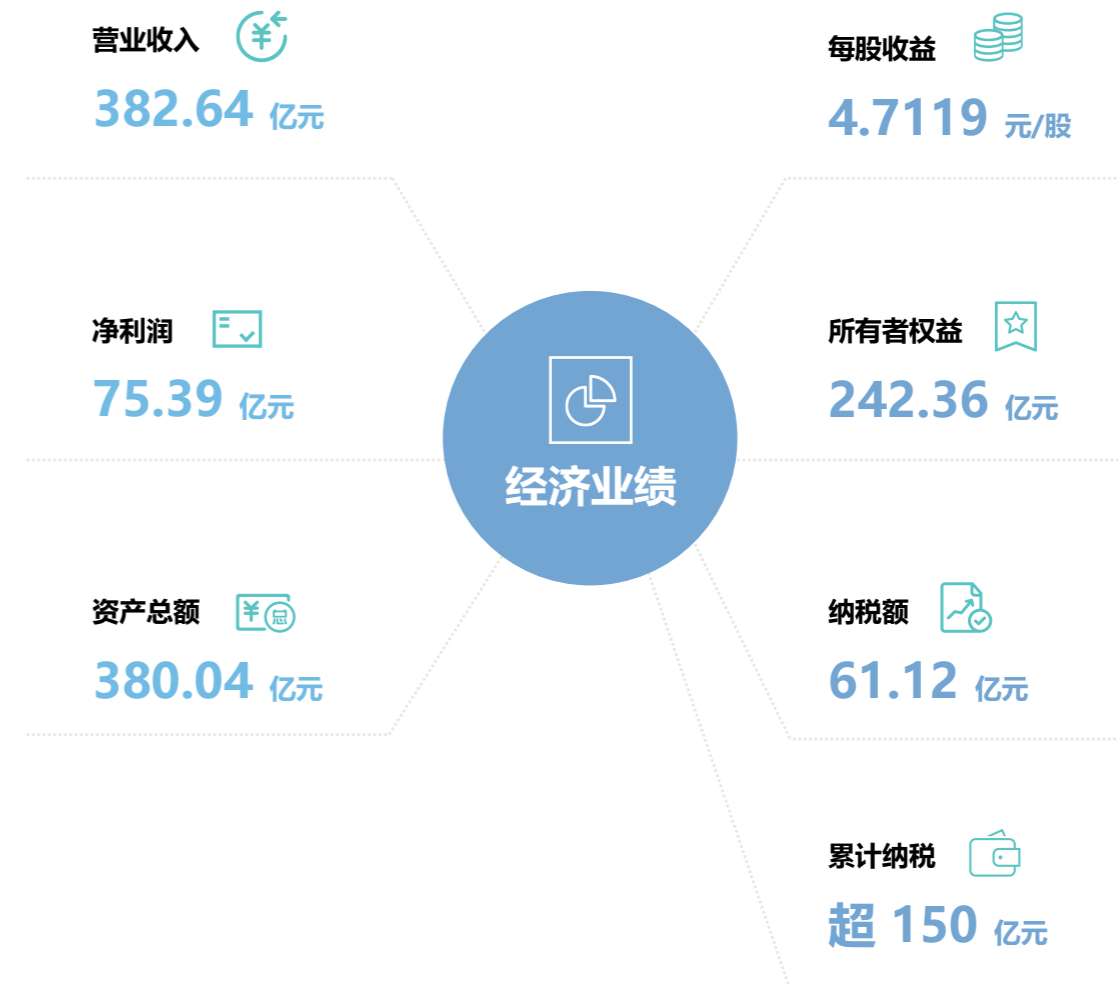 营业收入
382.64 亿元
净利润
75.39 亿元
资产总额
¥总
380.04 亿元
经济业绩
每股收益
4.7119 元/股
所有者权益
242.36 亿元
纳税额
61.12 亿元
累计纳税
超 150 亿元